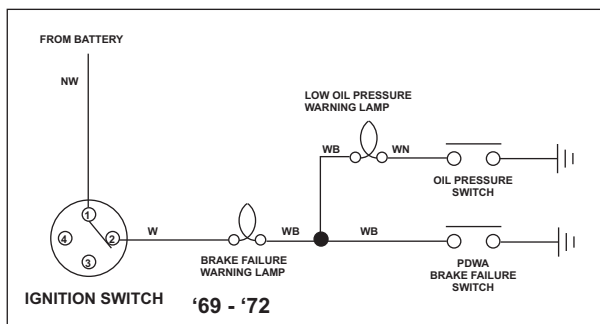 FROM BATTERY
NW
LOW OIL PRESSURE
WARNING LAMP
WB
WN
OIL PRESSURE
SWITCH
1
4
2
3
W
WB
WB
BRAKE FAILURE
WARNING LAMP
PDWA
BRAKE FAILURE
SWITCH
IGNITION SWITCH
‘69 - ‘72